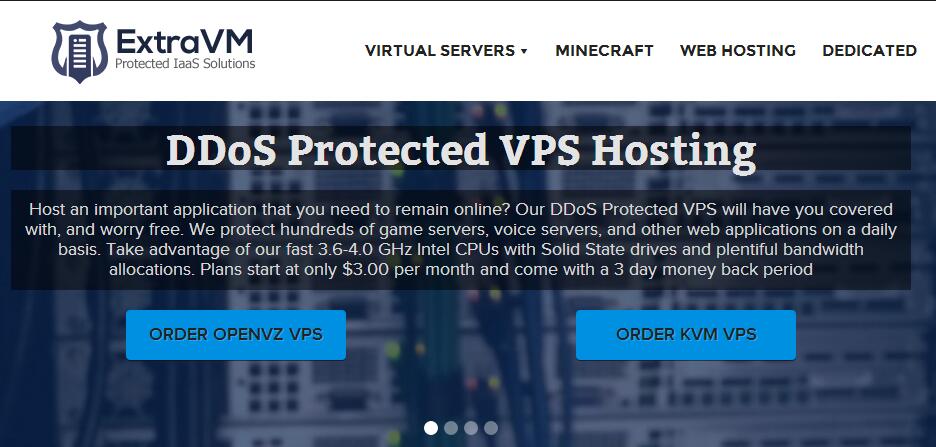 ExtraVM
Protected IaaS Solutions
VIRTUAL SERVERS ▾ MINECRAFT WEB HOSTING DEDICATED
DDoS Protected VPS Hosting
Host an important application that you need to remain online? Our DDoS Protected VPS will have you covered
with, and worry free. We protect hundreds of game servers, voice servers, and other web applications on a daily
basis. Take advantage of our fast 3.6-4.0 GHz Intel CPUs with Solid State drives and plentiful bandwidth
allocations. Plans start at only $3.00 per month and come with a 3 day money back period
ORDER OPENVZ VPS ORDER KVM VPS